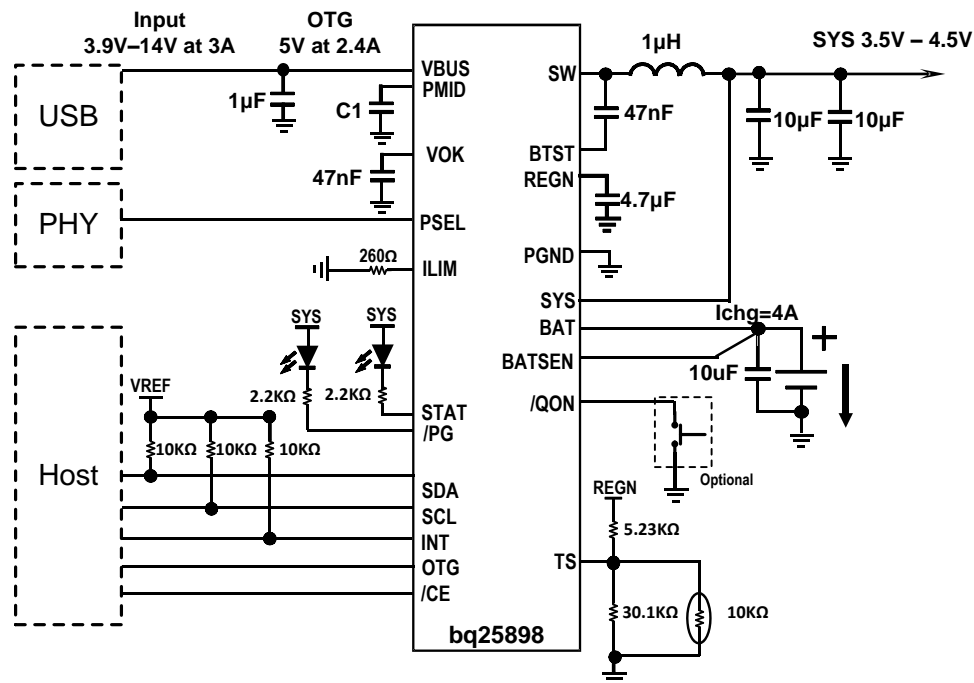 Input
3.9V–14V at 3A
OTG
5V at 2.4A
1µH
SYS 3.5V – 4.5V
VBUS
SW
PMID
USB
1µF
C1
47nF
10µF
10µF
VOK
BTST
47nF
REGN
4.7µF
PHY
PSEL
260Ω
ILIM
PGND
SYS
SYS
SYS
Ichg=4A
BAT
+
BATSEN
10uF
VREF
2.2KΩ
2.2KΩ
/QON
STAT
/PG
10KΩ
10KΩ
10KΩ
Host
Optional
REGN
SDA
SCL
5.23KΩ
INT
TS
OTG
/CE
30.1KΩ
10KΩ
bq25898